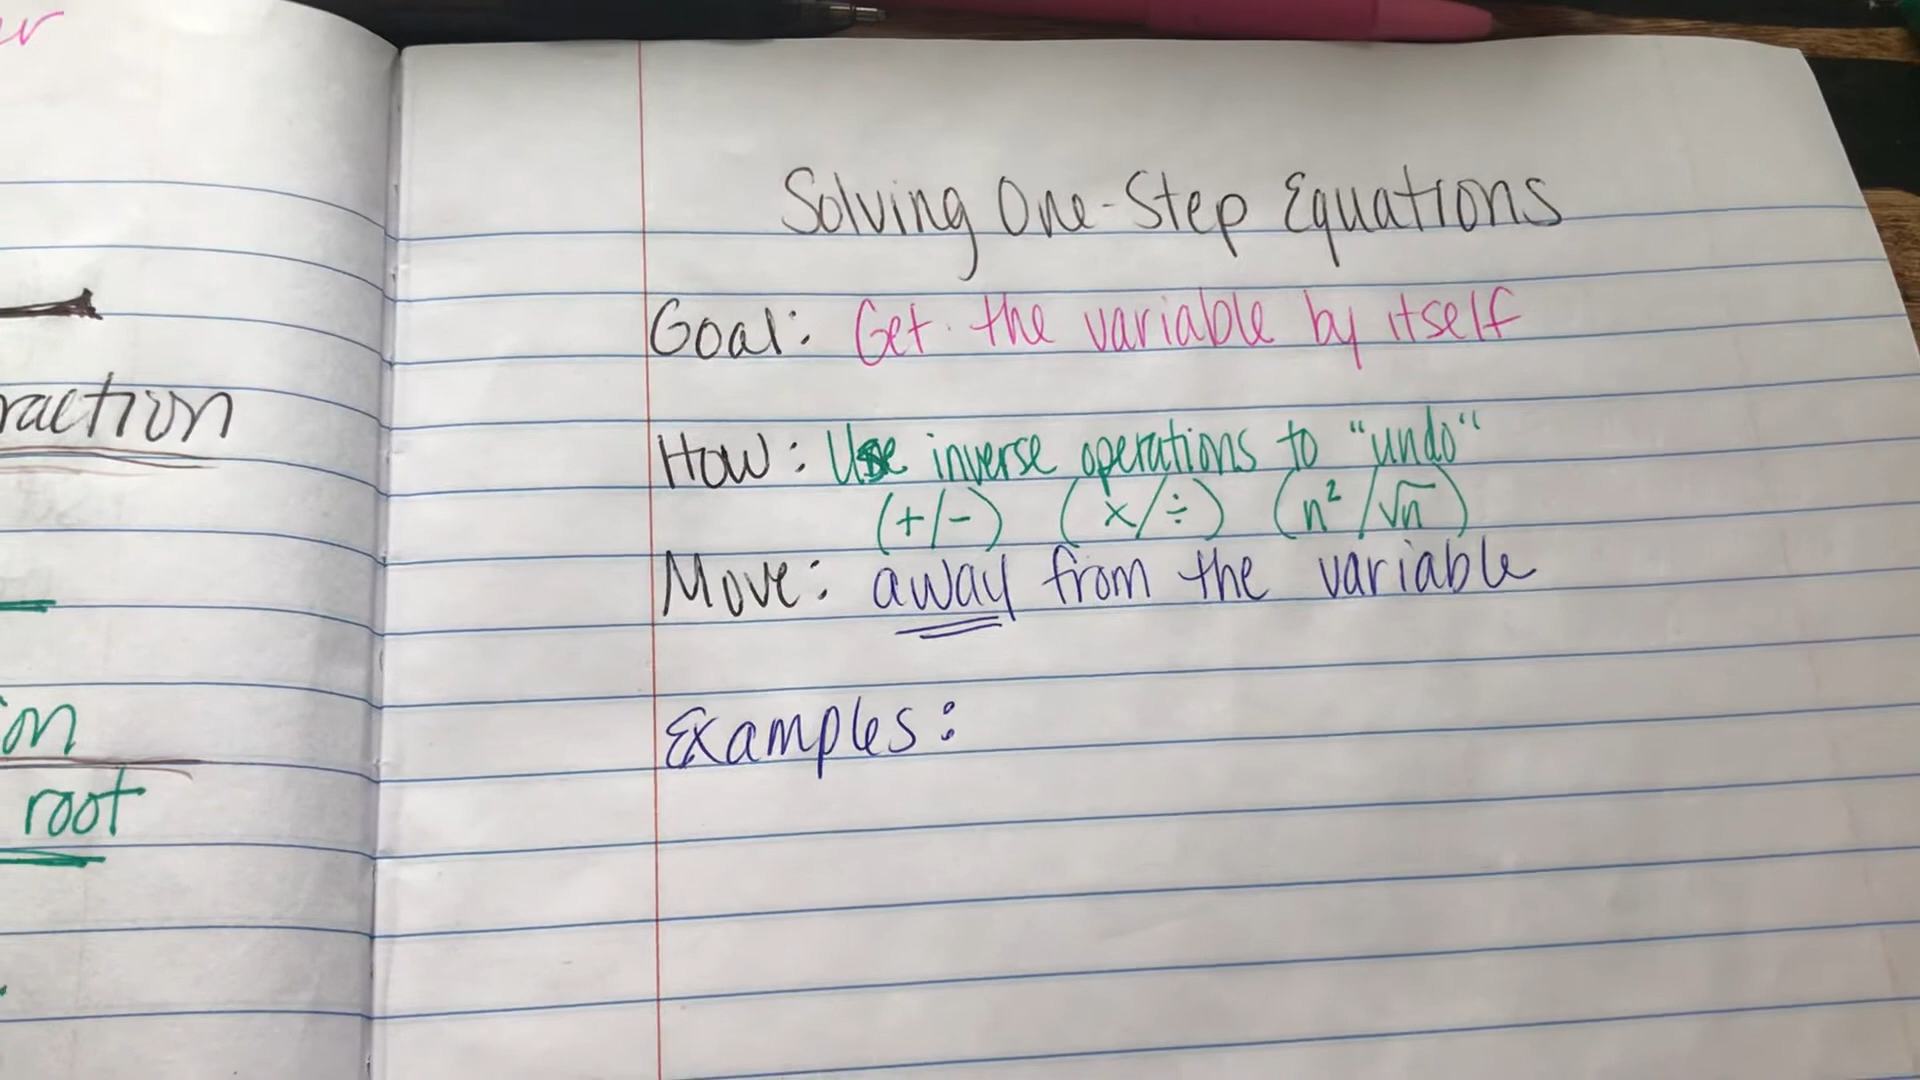 er
raction
on
root
Solving One-Step Equations
Goal: Get the variable by itself
How: Use inverse operations to "undo"
(+/-) (x/÷) (n²/√n)
Move: away from the variable
Examples: